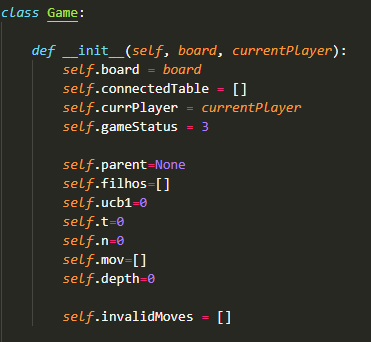 class Game:
def __init__(self, board, currentPlayer):
self.board = board
self.connectedTable = []
self.currPlayer = currentPlayer
self.gameStatus = 3
self.parent=None
self.filhos=[]
self.ucb1=0
self.t=0
self.n=0
self.mov=[]
self.depth=0
self.invalidMoves = []